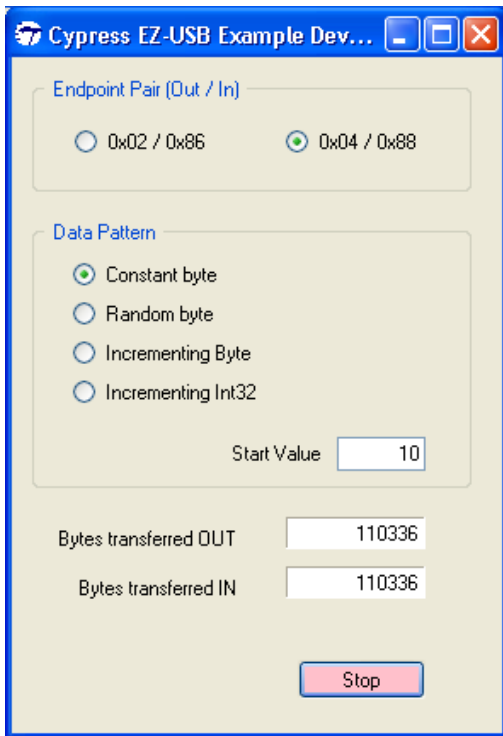 Cypress EZ-USB Example Dev...
Endpoint Pair (Out / In)
0x02 / 0x86 0x04 / 0x88
Data Pattern
Constant byte
Random byte
Incrementing Byte
Incrementing Int32
Start Value 10
Bytes transferred OUT 110336
Bytes transferred IN 110336
Stop